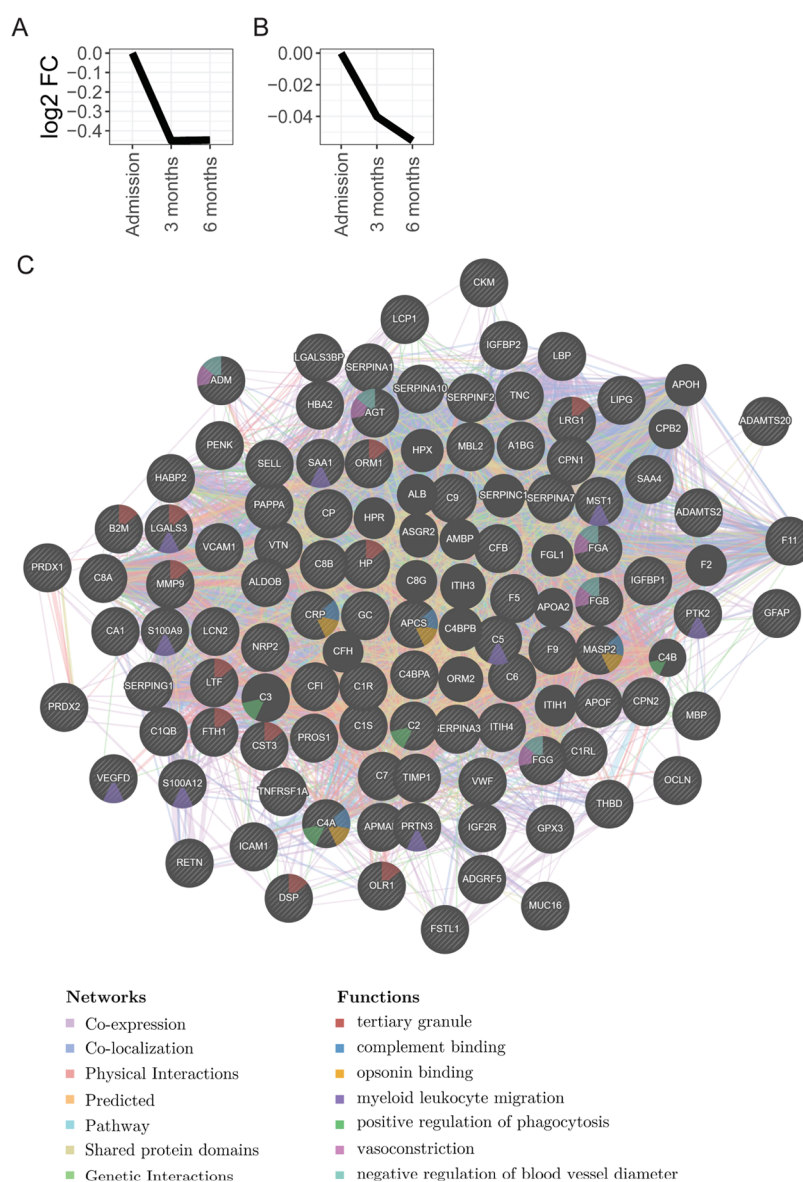 A
B
log2 FC
0.0
−0.1
−0.2
−0.3
−0.4
Admission
3 months
6 months
0.00
−0.02
−0.04
Admission
3 months
6 months
C
CKM
LCP1
LGALS3BP
SERPINA1
IGFBP2
LBP
ADM
AGT
SERPINA10
SERPINF2
TNC
LIPG
APOH
HBA2
LRG1
CPB2
ADAMTS20
PENK
SELL
SAA1
ORM1
HPX
MBL2
A1BG
CPN1
HABP2
SAA4
PAPPA
CP
HPR
ALB
C9
SERPINC1
SERPINA7
MST1
ADAMTS2
B2M
LGALS3
VCAM1
VTN
ASGR2
AMBP
CFB
FGL1
FGA
F11
PRDX1
C8A
MMP9
ALDOB
C8B
HP
C8G
ITIH3
F5
APOA2
FGB
IGFBP1
F2
CA1
S100A9
LCN2
NRP2
CRP
GC
APCS
C4BPB
C5
F9
MASP2
PTK2
GFAP
CFH
C4B
SERPING1
LTF
C3
CFI
C1R
C4BPA
ORM2
C6
PRDX2
C1QB
FTH1
CST3
PROS1
C1S
C2
SERPINA3
ITIH4
ITIH1
APOF
CPN2
MBP
VEGFD
S100A12
TNFRSF1A
C7
TIMP1
VWF
FGG
C1RL
OCLN
THBD
C4A
PRTN3
IGF2R
GPX3
RETN
ICAM1
DSP
OLR1
ADGRF5
MUC16
FSTL1
Networks
Co-expression
Co-localization
Physical Interactions
Predicted
Pathway
Shared protein domains
Genetic Interactions
Functions
tertiary granule
complement binding
opsonin binding
myeloid leukocyte migration
positive regulation of phagocytosis
vasoconstriction
negative regulation of blood vessel diameter